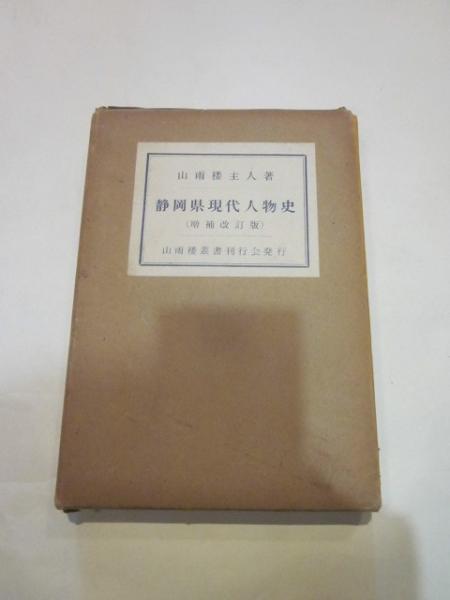 山雨楼主人著
静岡県現代人物史
(増補改訂版)
山雨楼叢書刊行会発行